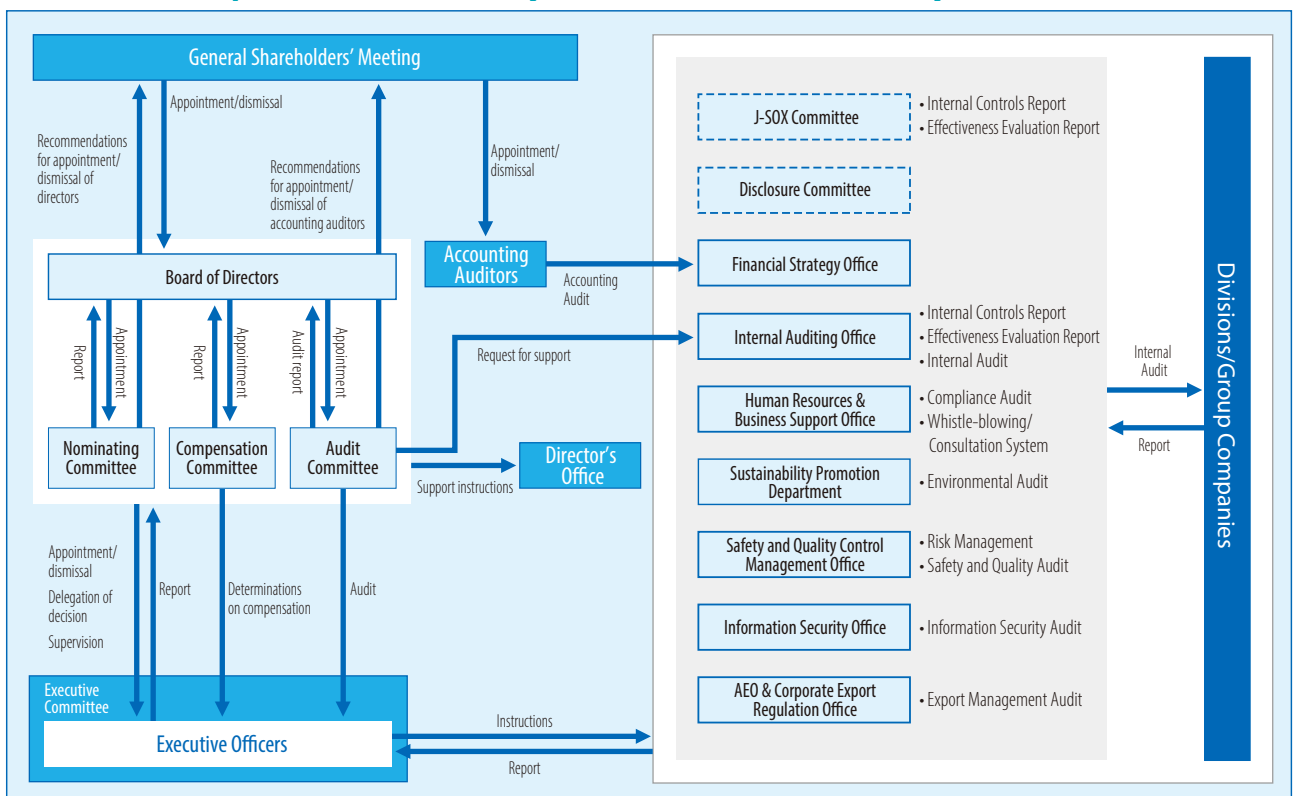 General Shareholders' Meeting
Appointment/dismissal
Recommendations
for appointment/
dismissal of
directors
Recommendations
for appointment/
dismissal of
accounting auditors
Appointment/
dismissal
Board of Directors
Accounting
Auditors
Accounting
Audit
Report
Appointment
Report
Appointment
Audit report
Appointment
Request for support
Nominating
Committee
Compensation
Committee
Audit
Committee
Support instructions
Director's
Office
Appointment/
dismissal
Delegation of
decision
Supervision
Report
Determinations
on compensation
Audit
Executive
Committee
Executive Officers
Instructions
Report
J-SOX Committee
• Internal Controls Report
• Effectiveness Evaluation Report
Disclosure Committee
Financial Strategy Office
Internal Auditing Office
• Internal Controls Report
• Effectiveness Evaluation Report
• Internal Audit
Human Resources &
Business Support Office
• Compliance Audit
• Whistle-blowing/
Consultation System
Sustainability Promotion
Department
• Environmental Audit
Safety and Quality Control
Management Office
• Risk Management
• Safety and Quality Audit
Information Security Office
• Information Security Audit
AEO & Corporate Export
Regulation Office
• Export Management Audit
Internal
Audit
Report
Divisions/Group Companies